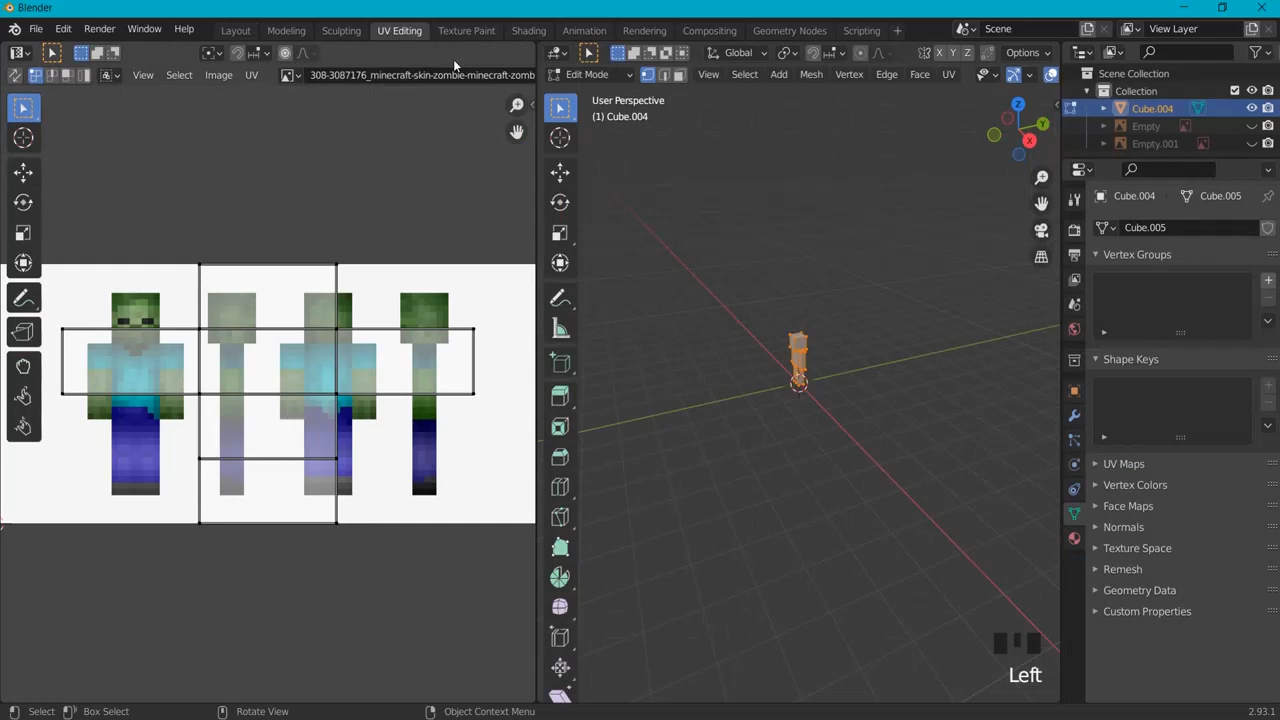 Blender
File Edit Render Window Help Layout Modeling Sculpting UV Editing Texture Paint Shading Animation Rendering Compositing Geometry Nodes Scripting Scene View Layer
Global X Y Z Options
View Select Image UV 308-3087176_minecraft-skin-zombie-minecraft-zomb Edit Mode View Select Add Mesh Vertex Edge Face UV
Scene Collection
Collection
Cube.004
Empty
Empty.001
User Perspective
(1) Cube.004
Z
Y
X
Cube.004 Cube.005
Cube.005
Vertex Groups
Shape Keys
UV Maps
Vertex Colors
Face Maps
Normals
Texture Space
Remesh
Geometry Data
Custom Properties
Left
Select Box Select Rotate View Object Context Menu 2.93.1